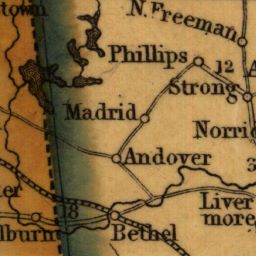 town
N. Freeman
Phillips
12
A
Strong
Madrid
Norri
Andover
3
er
Liver
more
18
lburn
Bethel